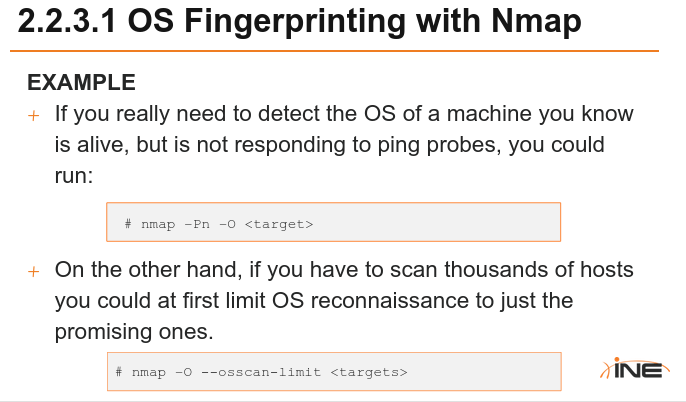 2.2.3.1 OS Fingerprinting with Nmap
EXAMPLE
+ If you really need to detect the OS of a machine you know
is alive, but is not responding to ping probes, you could
run:
# nmap –Pn –O <target>
+ On the other hand, if you have to scan thousands of hosts
you could at first limit OS reconnaissance to just the
promising ones.
# nmap –O --osscan-limit <targets>
INE